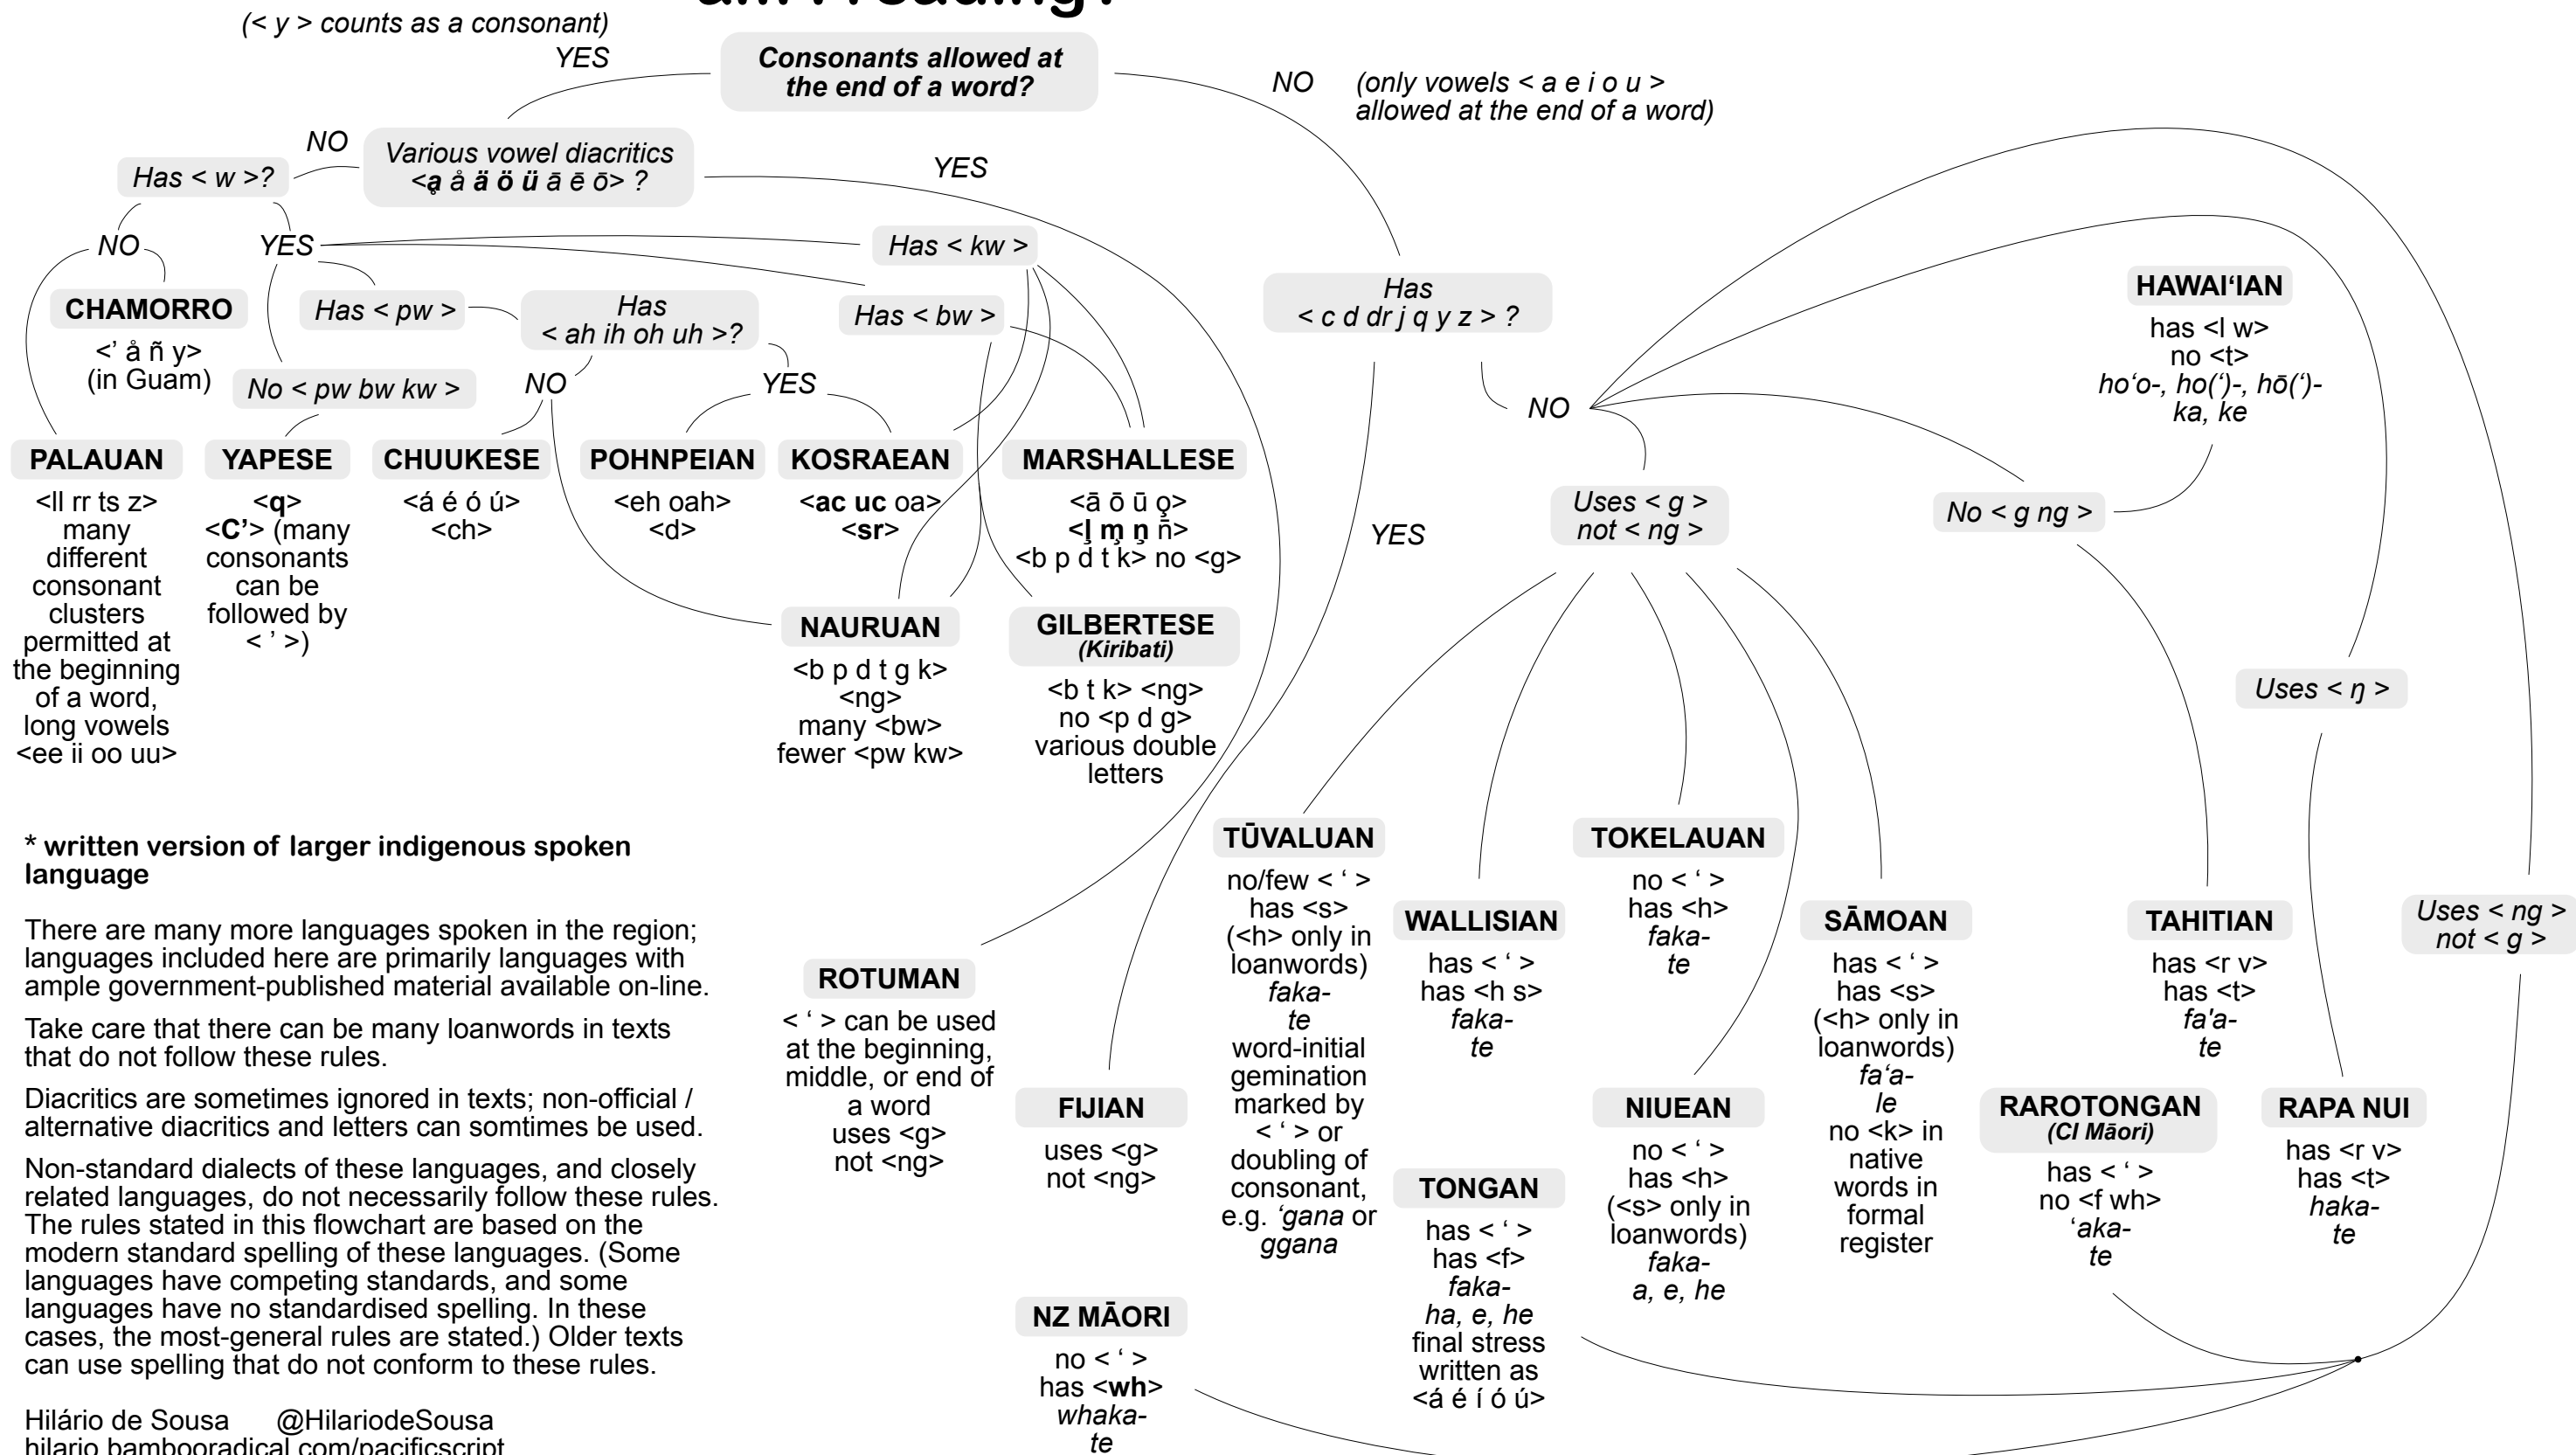 am I reading?
(< y > counts as a consonant)
YES
Consonants allowed at
the end of a word?
NO
(only vowels < a e i o u >
allowed at the end of a word)
NO
Various vowel diacritics
<ą å ä ö ü ā ē ō> ?
YES
Has < w >?
NO
YES
Has < kw >
CHAMORRO
<’ å ñ y>
(in Guam)
Has < pw >
Has
< ah ih oh uh >?
Has < bw >
Has
< c d dr j q y z > ?
HAWAI‘IAN
has <l w>
no <t>
ho‘o-, ho(‘)-, hō(‘)-
ka, ke
No < pw bw kw >
NO
YES
NO
PALAUAN
<ll rr ts z>
many
different
consonant
clusters
permitted at
the beginning
of a word,
long vowels
<ee ii oo uu>
YAPESE
<q>
<C’> (many
consonants
can be
followed by
< ’ >)
CHUUKESE
<á é ó ú>
<ch>
POHNPEIAN
<eh oah>
<d>
KOSRAEAN
<ac uc oa>
<sr>
MARSHALLESE
<ā ō ū o̧>
<ļ m̧ ņ n̄>
<b p d t k> no <g>
YES
Uses < g >
not < ng >
No < g ng >
NAURUAN
<b p d t g k>
<ng>
many <bw>
fewer <pw kw>
GILBERTESE
(Kiribati)
<b t k> <ng>
no <p d g>
various double
letters
Uses < ŋ >
* written version of larger indigenous spoken
language
There are many more languages spoken in the region;
languages included here are primarily languages with
ample government-published material available on-line.
Take care that there can be many loanwords in texts
that do not follow these rules.
Diacritics are sometimes ignored in texts; non-official /
alternative diacritics and letters can somtimes be used.
Non-standard dialects of these languages, and closely
related languages, do not necessarily follow these rules.
The rules stated in this flowchart are based on the
modern standard spelling of these languages. (Some
languages have competing standards, and some
languages have no standardised spelling. In these
cases, the most-general rules are stated.) Older texts
can use spelling that do not conform to these rules.
Hilário de Sousa @HilariodeSousa
hilario.bambooradical.com/pacificscript
ROTUMAN
< ‘ > can be used
at the beginning,
middle, or end of
a word
uses <g>
not <ng>
FIJIAN
uses <g>
not <ng>
TŪVALUAN
no/few < ‘ >
has <s>
(<h> only in
loanwords)
faka-
te
word-initial
gemination
marked by
< ‘ > or
doubling of
consonant,
e.g. ‘gana or
ggana
WALLISIAN
has < ‘ >
has <h s>
faka-
te
TOKELAUAN
no < ‘ >
has <h>
faka-
te
SĀMOAN
has < ‘ >
has <s>
(<h> only in
loanwords)
fa‘a-
le
no <k> in
native
words in
formal
register
TAHITIAN
has <r v>
has <t>
fa'a-
te
Uses < ng >
not < g >
NIUEAN
no < ‘ >
has <h>
(<s> only in
loanwords)
faka-
a, e, he
RAROTONGAN
(CI Māori)
has < ‘ >
no <f wh>
‘aka-
te
RAPA NUI
has <r v>
has <t>
haka-
te
TONGAN
has < ‘ >
has <f>
faka-
ha, e, he
final stress
written as
<á é í ó ú>
NZ MĀORI
no < ‘ >
has <wh>
whaka-
te